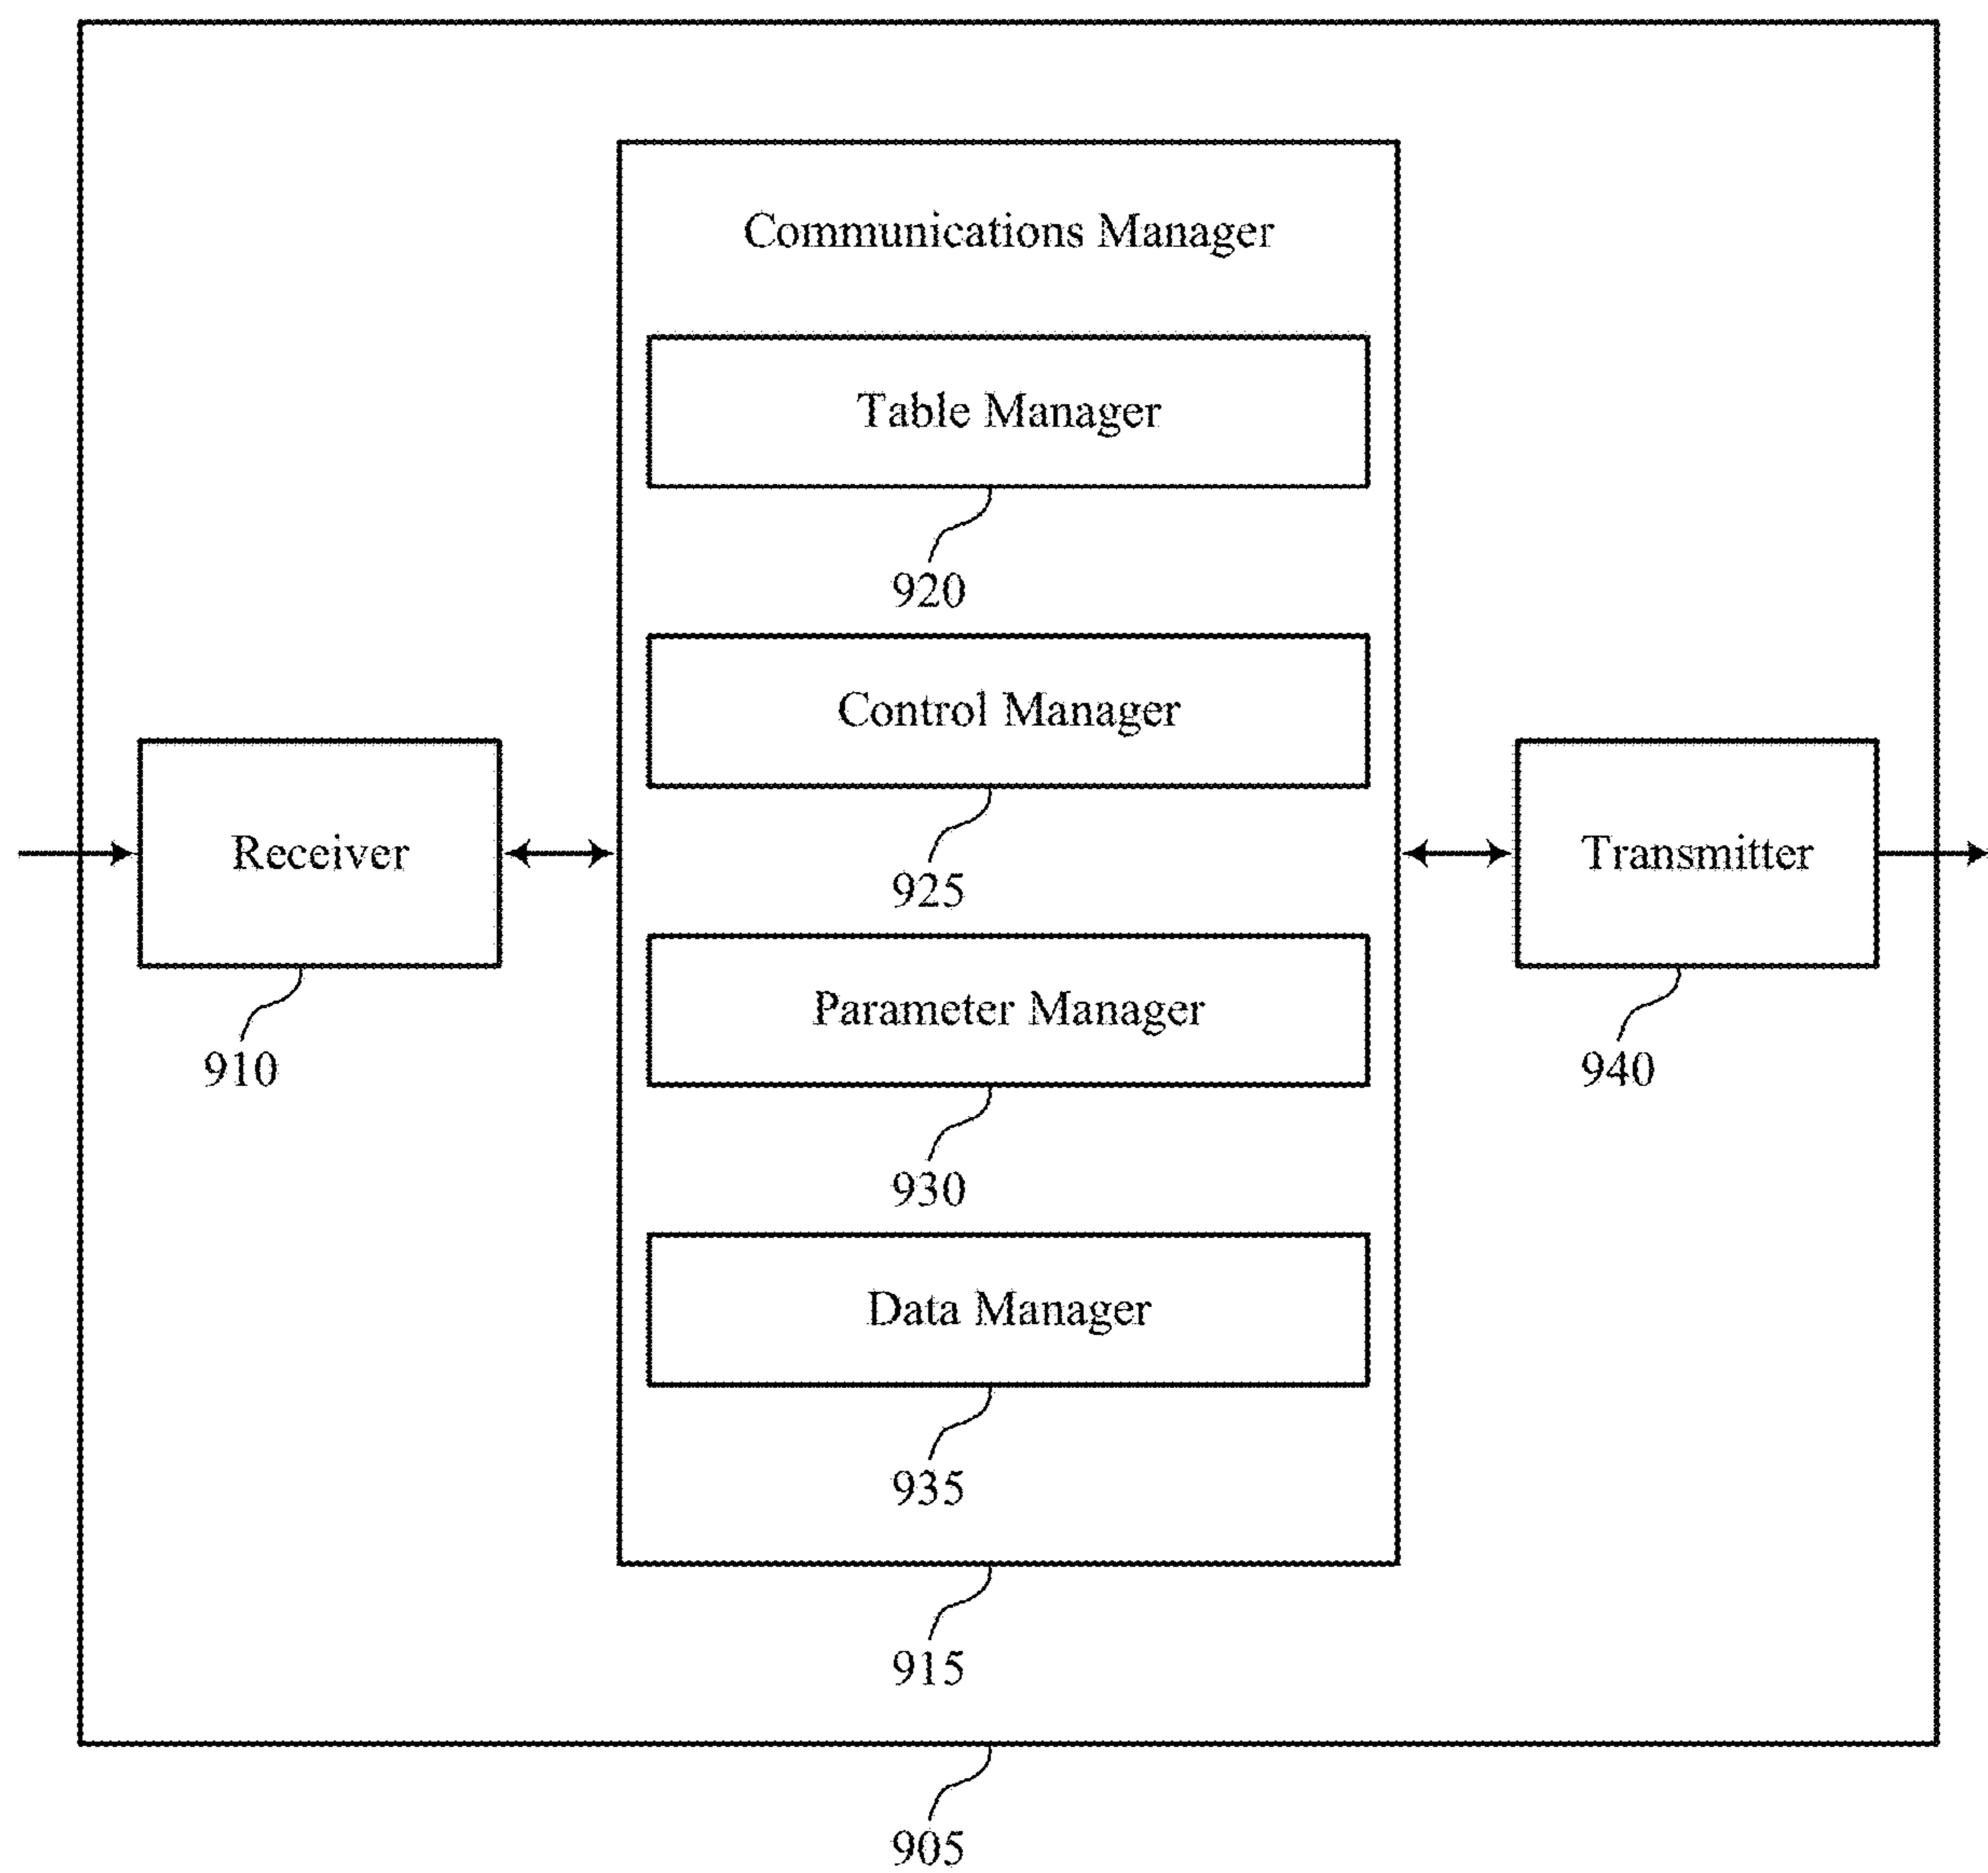 Communications Manager
Table Manager
920
Control Manager
925
Receiver
910
Parameter Manager
930
Transmitter
940
Data Manager
935
915
905